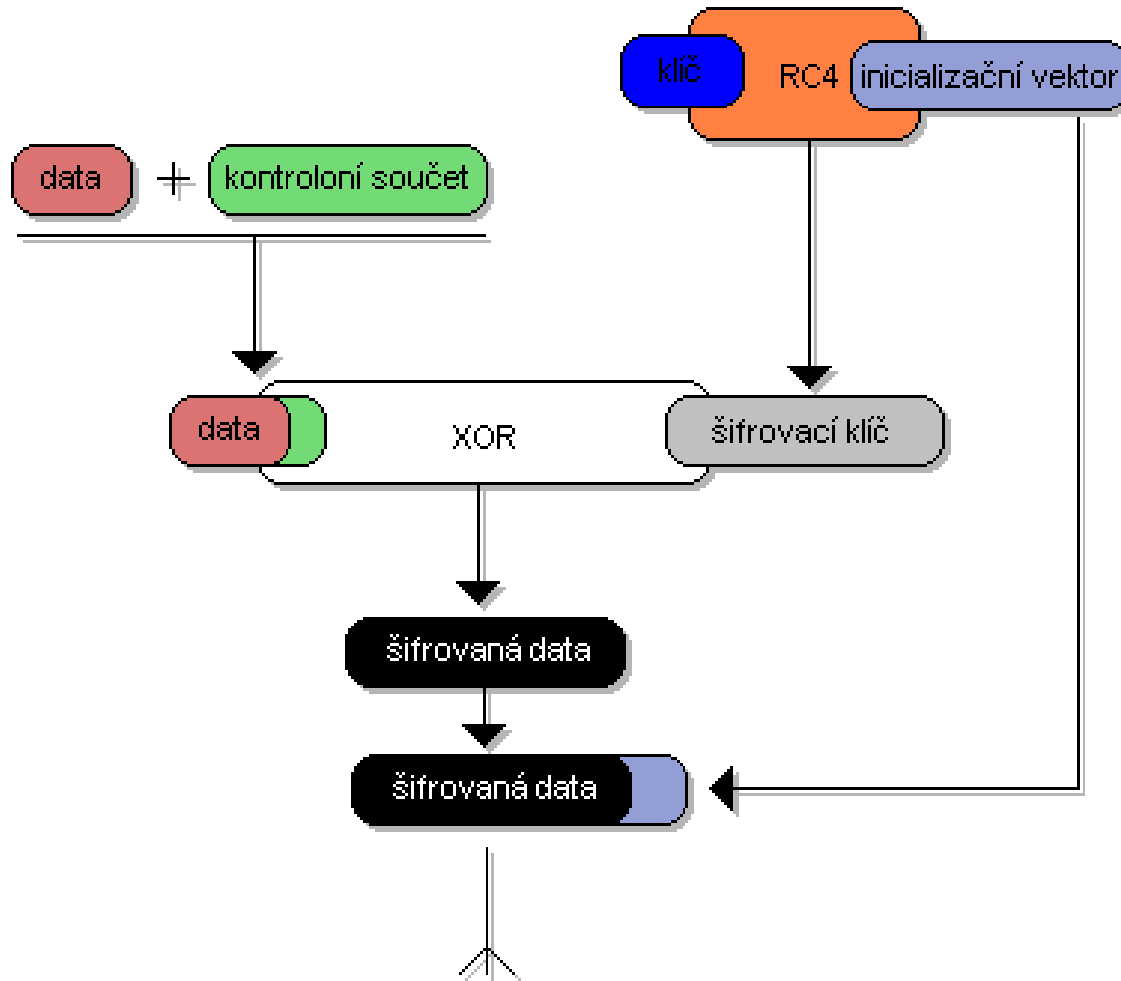 klíč
RC4
inicializační vektor
data
kontroloní součet
data
XOR
šifrovací klíč
šifrovaná data
šifrovaná data